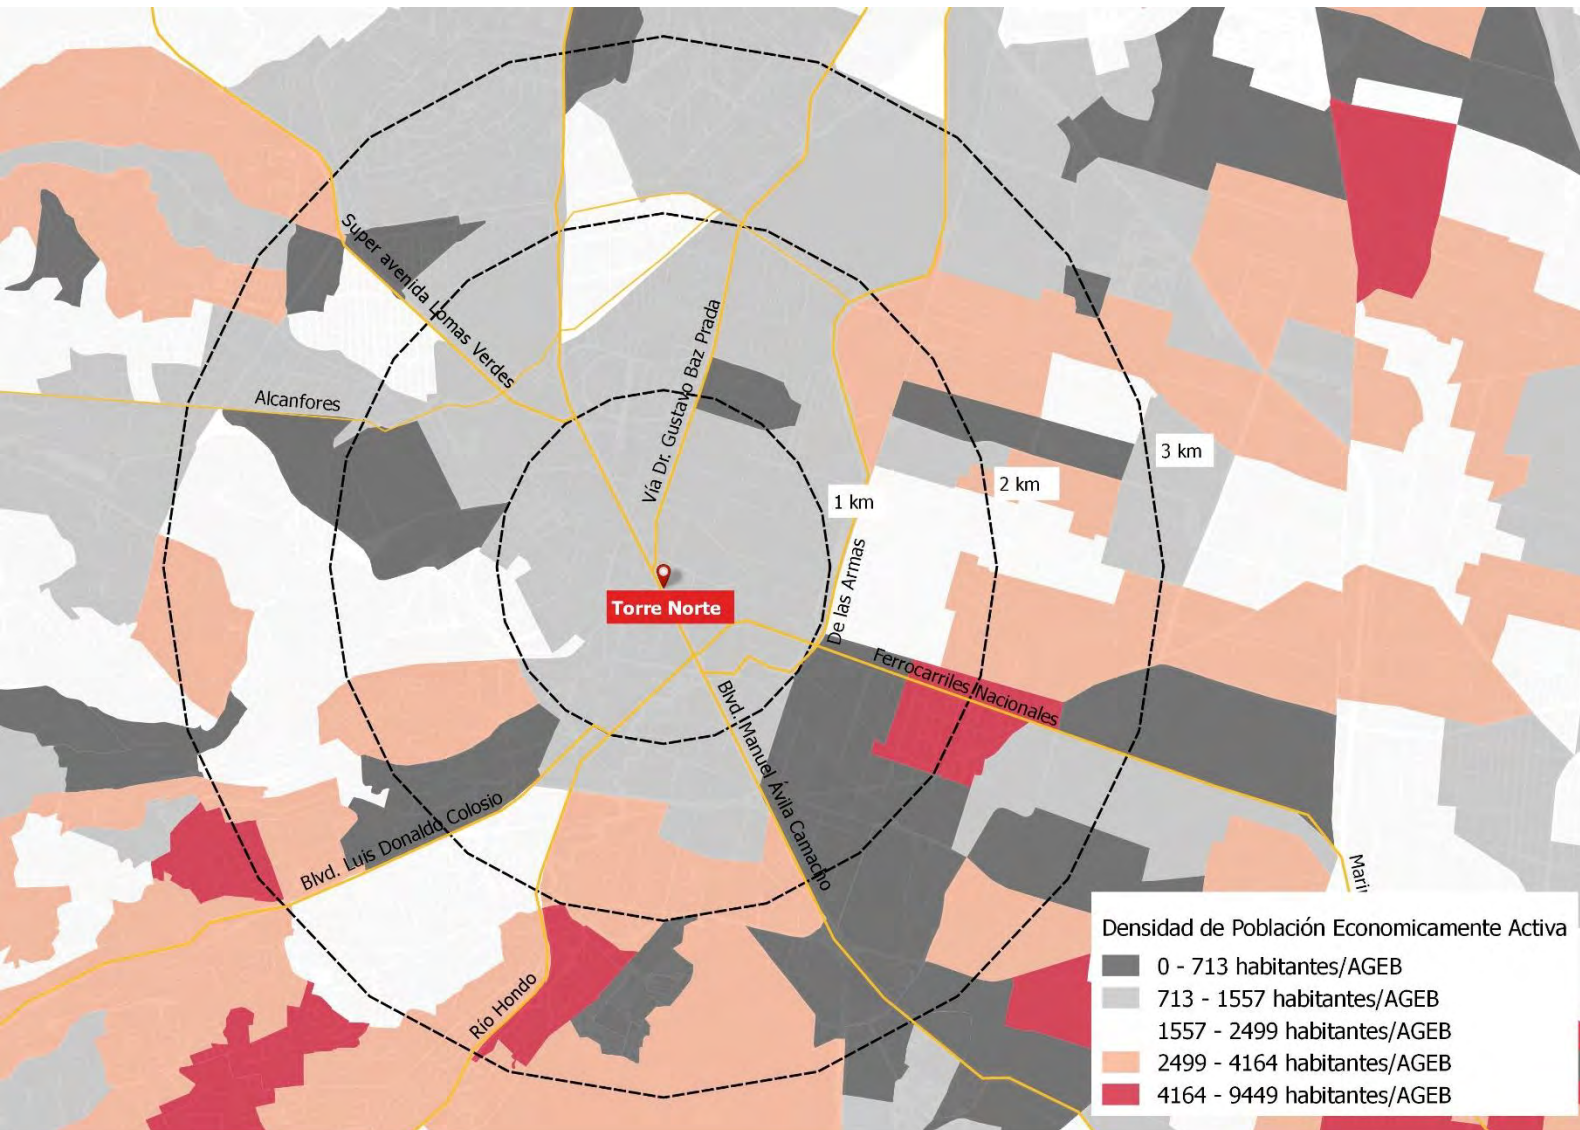 Super avenida Lomas Verdes
Vía Dr. Gustavo Baz Prada
Alcanfores
3 km
2 km
1 km
De las Armas
Torre Norte
Ferrocarriles Nacionales
Blvd. Manuel Ávila Camacho
Blvd. Luis Donaldo Colosio
Río Hondo
Densidad de Población Economicamente Activa
0 - 713 habitantes/AGEB
713 - 1557 habitantes/AGEB
1557 - 2499 habitantes/AGEB
2499 - 4164 habitantes/AGEB
4164 - 9449 habitantes/AGEB